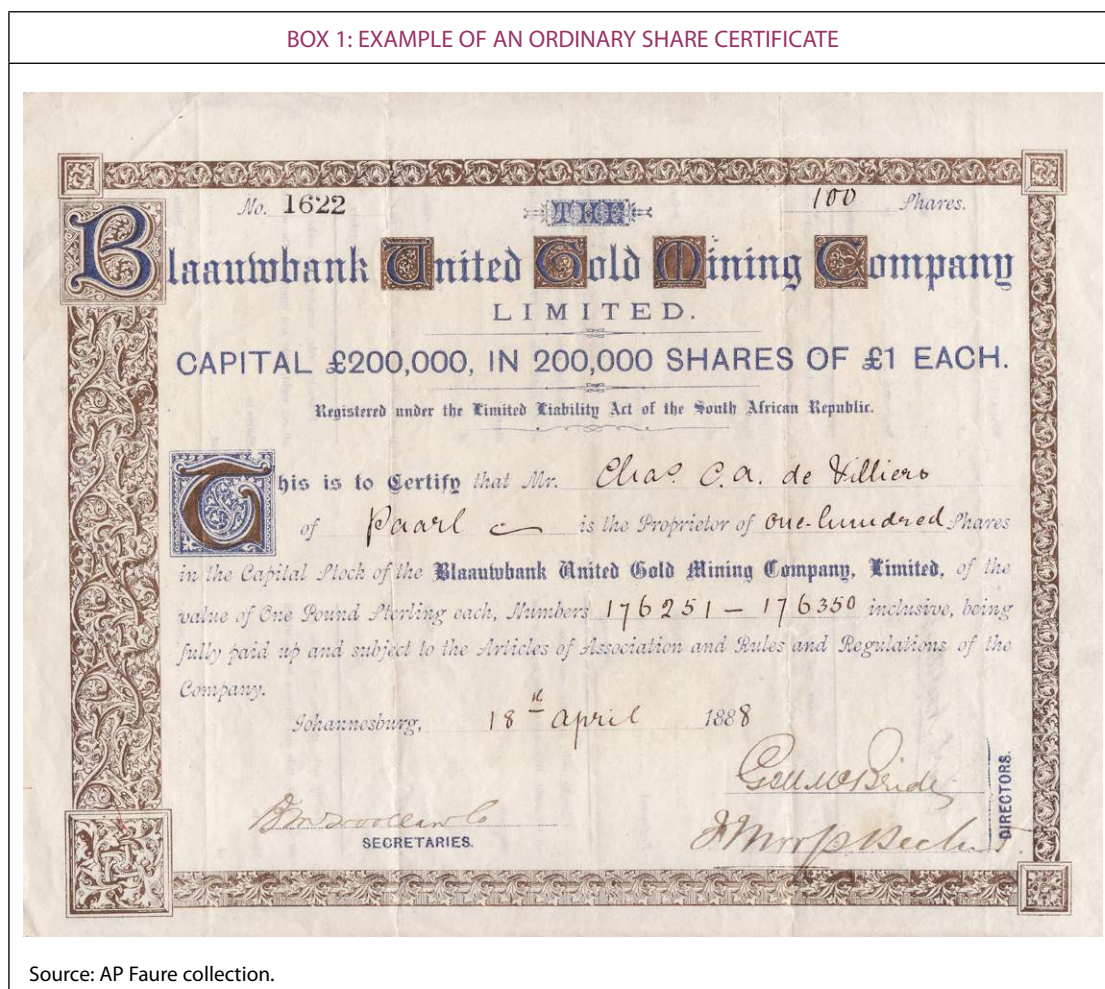 BOX 1: EXAMPLE OF AN ORDINARY SHARE CERTIFICATE
No. 1622
THE
100 Shares.
Blaauwbank United Gold Mining Company
LIMITED.
CAPITAL £200,000, IN 200,000 SHARES OF £1 EACH.
Registered under the Limited Liability Act of the South African Republic.
This is to Certify that Mr. Chas. C.A. de Villiers
of Paarl is the Proprietor of one-hundred Shares
in the Capital Stock of the Blaauwbank United Gold Mining Company, Limited, of the
value of One Pound Sterling each, Numbers 176251 – 176350 inclusive, being
fully paid up and subject to the Articles of Association and Rules and Regulations of the
Company.
Johannesburg, 18th April 1888
SECRETARIES.
DIRECTORS.
Source: AP Faure collection.